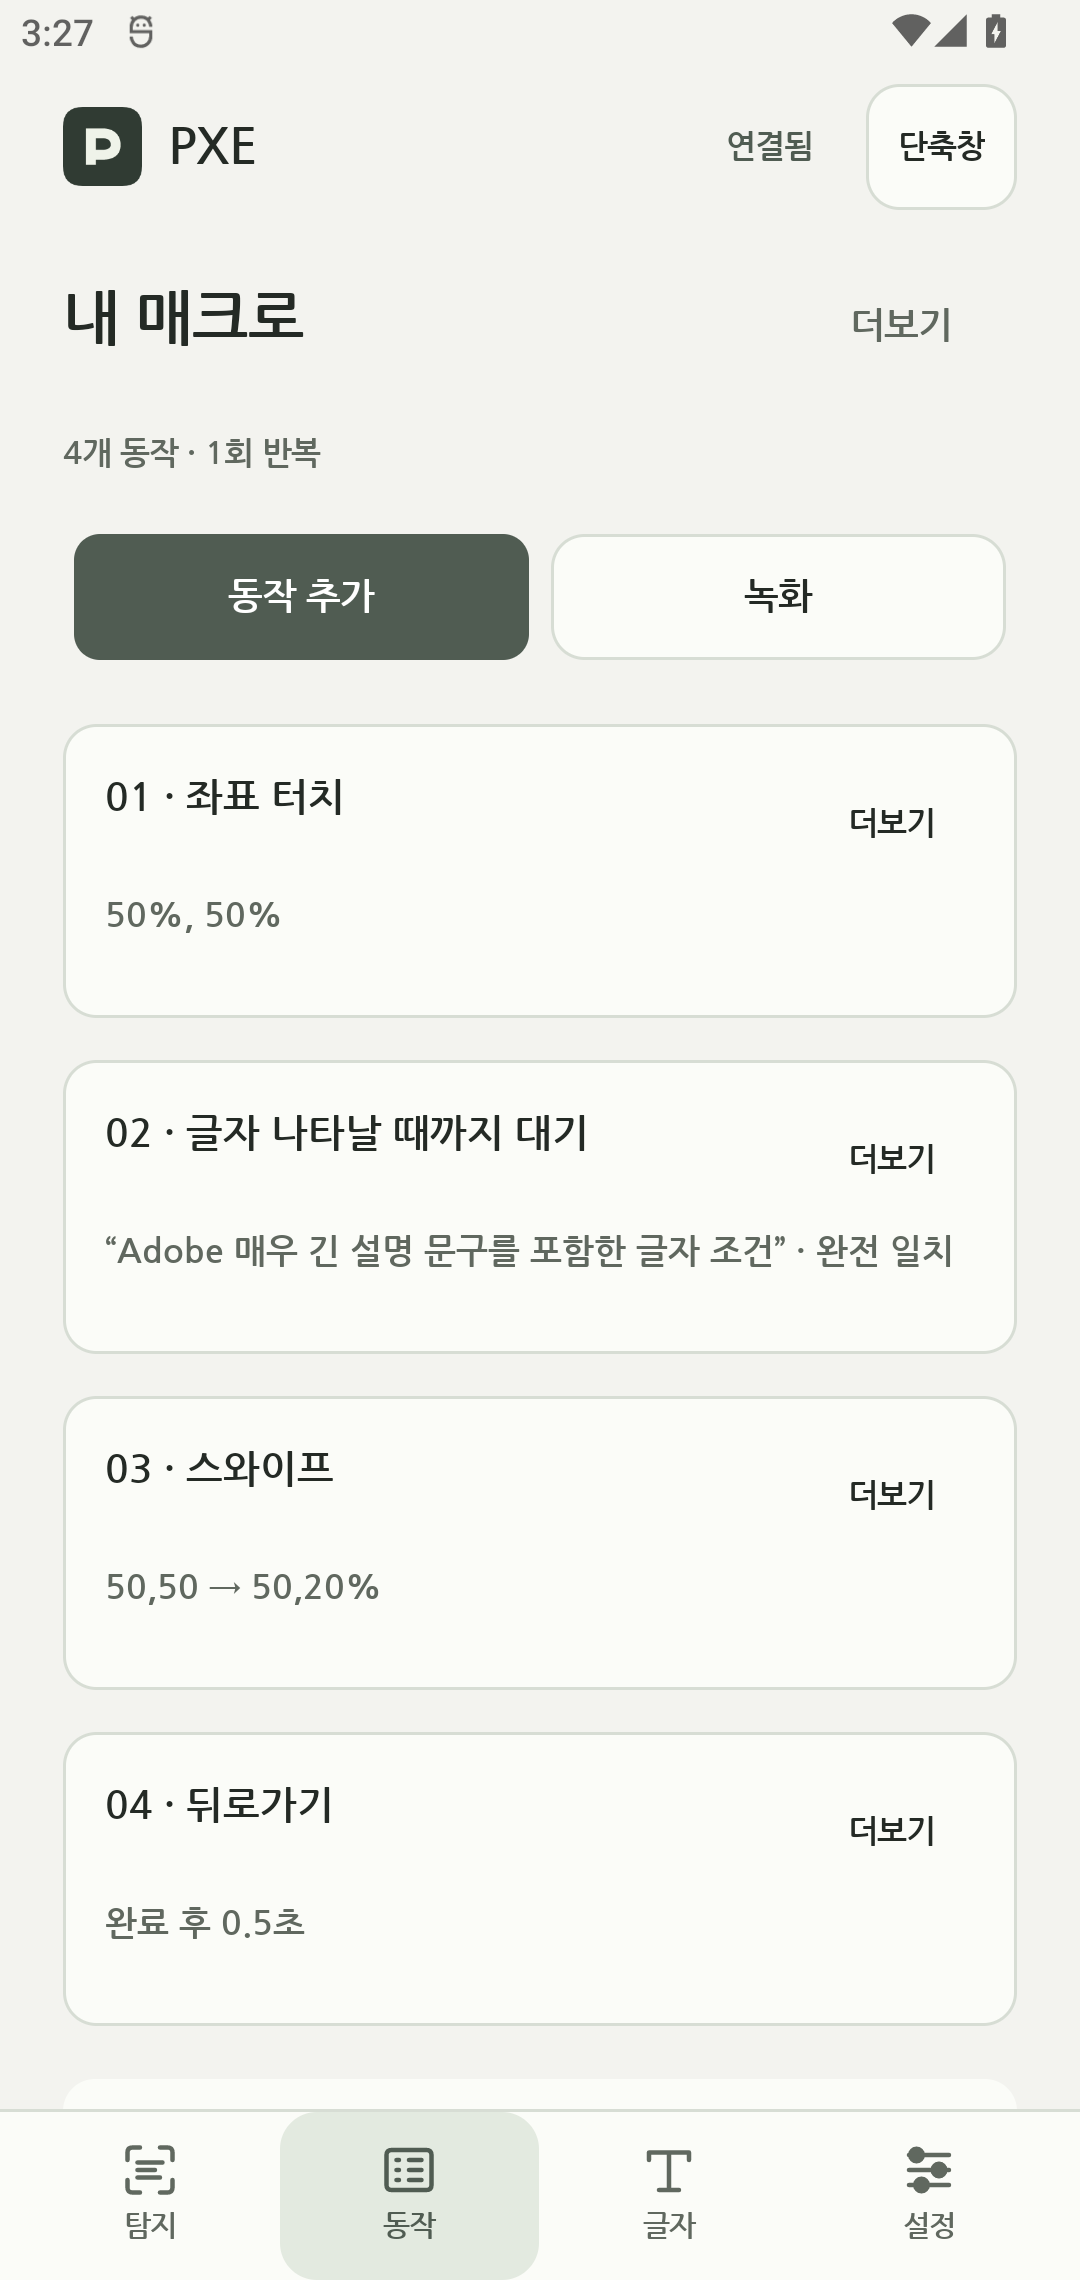 3:27
PXE
연결됨
단축창
내 매크로
더보기
4개 동작 · 1회 반복
동작 추가
녹화
01 · 좌표 터치
더보기
50%, 50%
02 · 글자 나타날 때까지 대기
더보기
“Adobe 매우 긴 설명 문구를 포함한 글자 조건” · 완전 일치
03 · 스와이프
더보기
50,50 → 50,20%
04 · 뒤로가기
더보기
완료 후 0.5초
탐지
동작
글자
설정